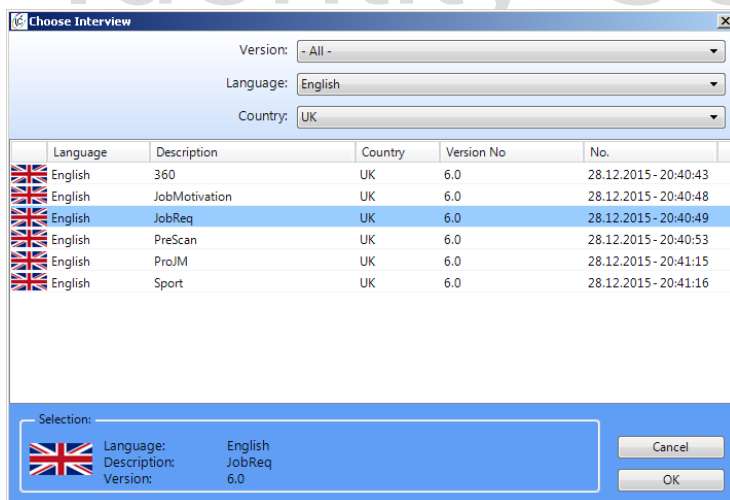 Choose Interview
Version: - All -
Language: English
Country: UK
Language Description Country Version No No.
English 360 UK 6.0 28.12.2015 - 20:40:43
English JobMotivation UK 6.0 28.12.2015 - 20:40:48
English JobReq UK 6.0 28.12.2015 - 20:40:49
English PreScan UK 6.0 28.12.2015 - 20:40:53
English ProJM UK 6.0 28.12.2015 - 20:41:15
English Sport UK 6.0 28.12.2015 - 20:41:16
Selection:
Language: English
Description: JobReq
Version: 6.0
Cancel
OK